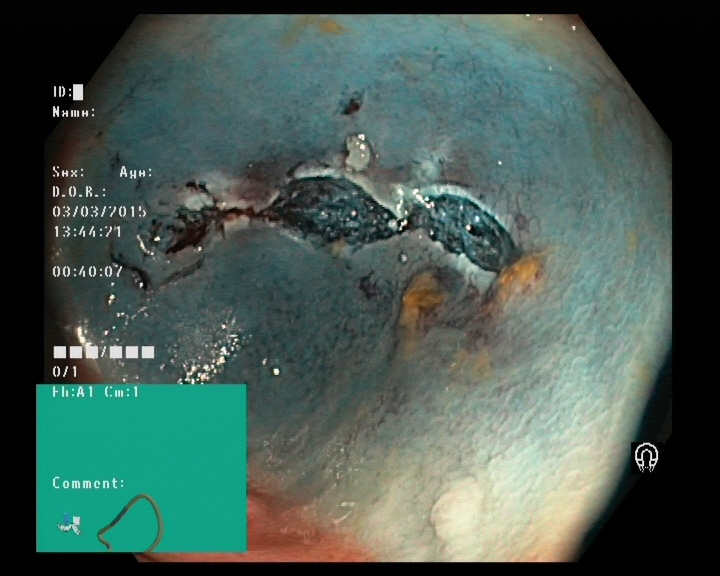 ID:
Name:
Sex: Age:
D.O.B.:
03/03/2015
13:44:21
00:40:07
/
0/1
Eh:A1 Cm:1
Comment: